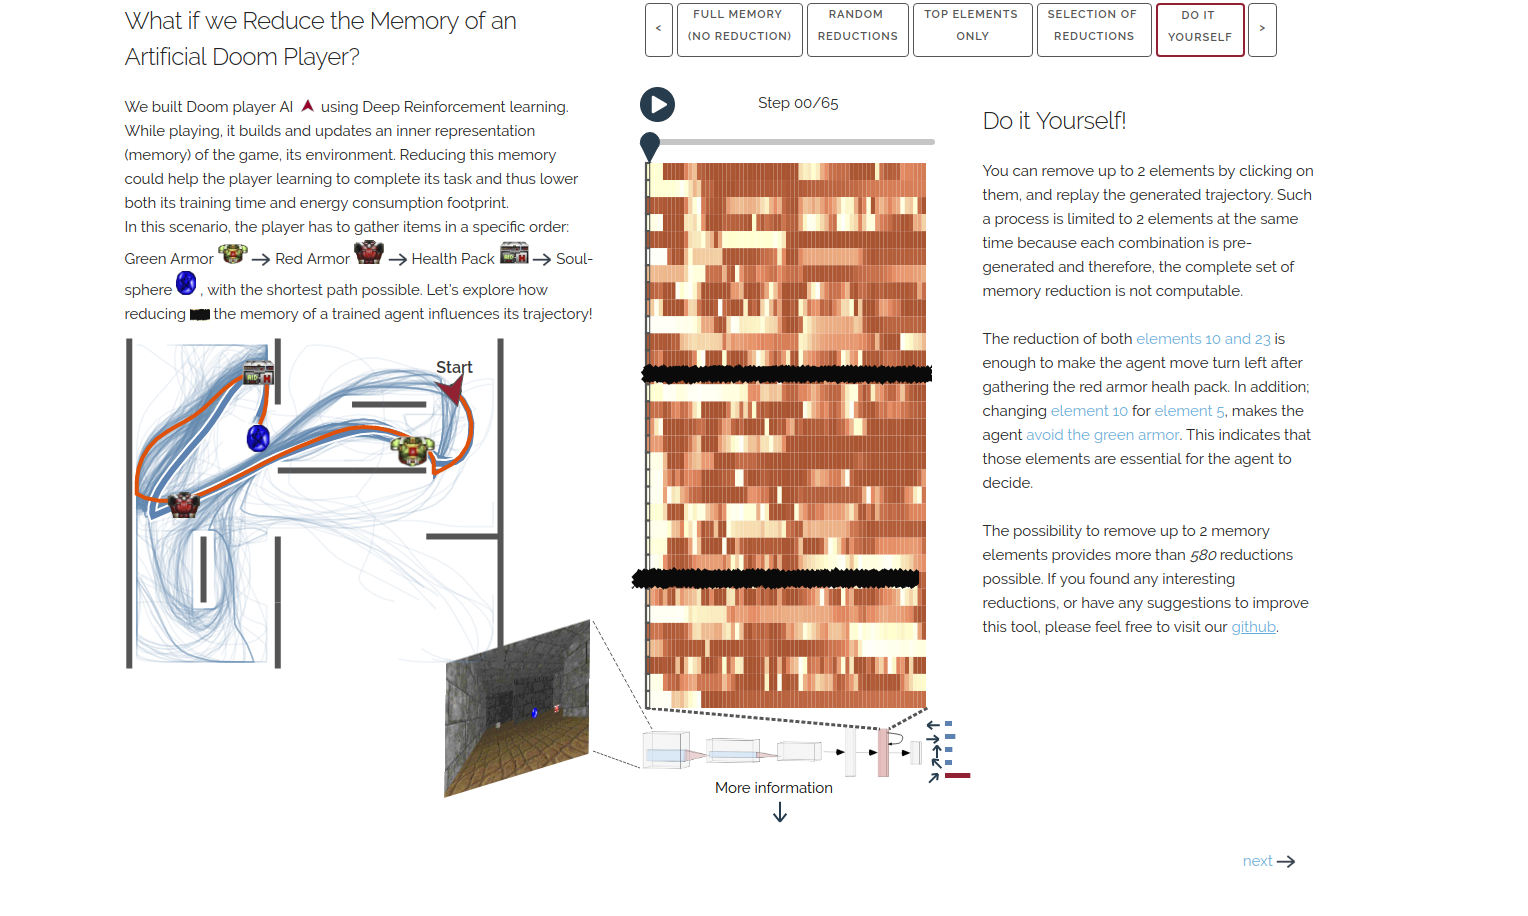 What if we Reduce the Memory of an
Artificial Doom Player?
We built Doom player AI using Deep Reinforcement learning.
While playing, it builds and updates an inner representation
(memory) of the game, its environment. Reducing this memory
could help the player learning to complete its task and thus lower
both its training time and energy consumption footprint.
In this scenario, the player has to gather items in a specific order:
Green Armor → Red Armor → Health Pack → Soul-
sphere , with the shortest path possible. Let's explore how
reducing the memory of a trained agent influences its trajectory!
Start
<
FULL MEMORY
(NO REDUCTION)
RANDOM
REDUCTIONS
TOP ELEMENTS
ONLY
SELECTION OF
REDUCTIONS
DO IT
YOURSELF
>
Step 00/65
More information
Do it Yourself!
You can remove up to 2 elements by clicking on
them, and replay the generated trajectory. Such
a process is limited to 2 elements at the same
time because each combination is pre-
generated and therefore, the complete set of
memory reduction is not computable.
The reduction of both elements 10 and 23 is
enough to make the agent move turn left after
gathering the red armor healh pack. In addition;
changing element 10 for element 5, makes the
agent avoid the green armor. This indicates that
those elements are essential for the agent to
decide.
The possibility to remove up to 2 memory
elements provides more than 580 reductions
possible. If you found any interesting
reductions, or have any suggestions to improve
this tool, please feel free to visit our github.
next →